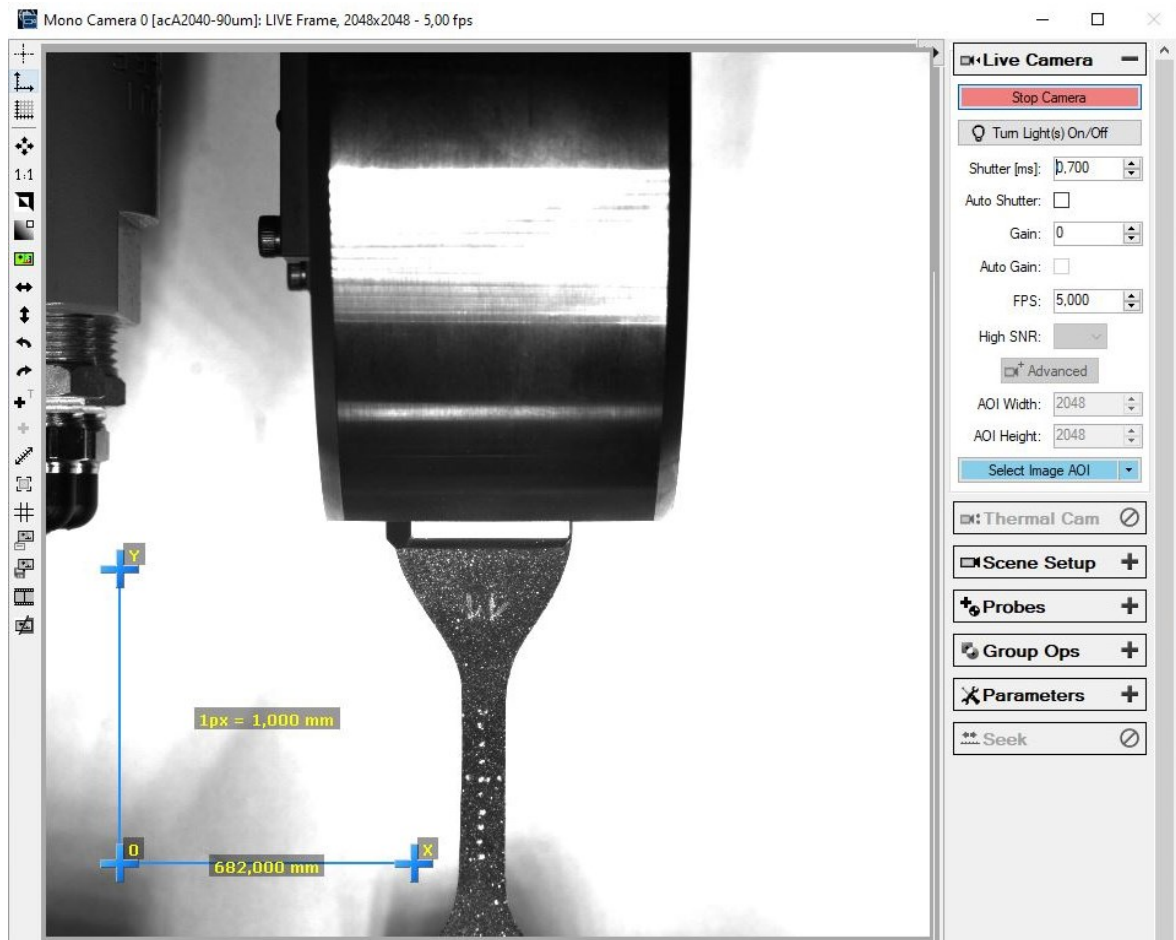 Mono Camera 0 [acA2040-90um]: LIVE Frame, 2048x2048 - 5,00 fps
Live Camera
Stop Camera
Turn Light(s) On/Off
1:1
Shutter [ms]: 0,700
Auto Shutter:
Gain: 0
Auto Gain:
FPS: 5,000
High SNR:
Advanced
T
AOI Width: 2048
AOI Height: 2048
Select Image AOI
Thermal Cam
Y
Scene Setup
Probes
Group Ops
Parameters
1px = 1,000 mm
Seek
0
X
682,000 mm